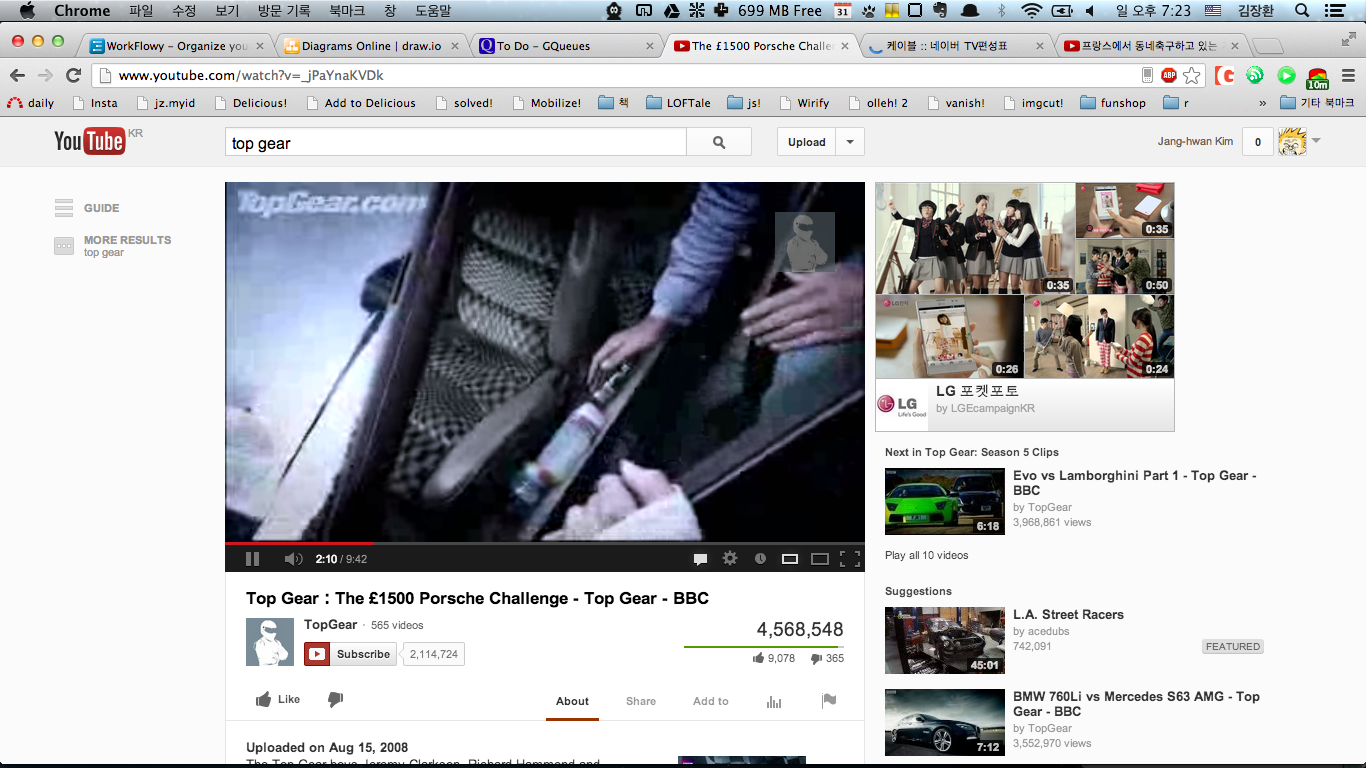 Chrome 파일 수정 보기 방문 기록 북마크 창 도움말 699 MB Free 31 일 오후 7:23 김장환
WorkFlowy - Organize you
Diagrams Online | draw.io
To Do - GQueues
The £1500 Porsche Challe
케이블 :: 네이버 TV편성표
프랑스에서 동네축구하고 있는
www.youtube.com/watch?v=_jPaYnaKVDk ABP 10m
daily Insta jz.myid Delicious! Add to Delicious solved! Mobilize! 책 LOFTale js! Wirify olleh! 2 vanish! imgcut! funshop r » 기타 북마크
YouTube KR
top gear
Upload
Jang-hwan Kim 0
GUIDE
MORE RESULTS
top gear
TopGear.com
2:10 / 9:42
Top Gear : The £1500 Porsche Challenge - Top Gear - BBC
TopGear · 565 videos
Subscribe 2,114,724
4,568,548
9,078 365
Like
About Share Add to
Uploaded on Aug 15, 2008
The Top Gear boys Jeremy Clarkson, Richard Hammond and
0:35
0:35
0:50
0:26
0:24
LG
Life's Good
LG 포켓포토
by LGEcampaignKR
Next in Top Gear: Season 5 Clips
Evo vs Lamborghini Part 1 - Top Gear -
BBC
by TopGear
3,968,861 views
6:18
Play all 10 videos
Suggestions
L.A. Street Racers
by acedubs
742,091
FEATURED
45:01
BMW 760Li vs Mercedes S63 AMG - Top
Gear - BBC
by TopGear
3,552,970 views
7:12